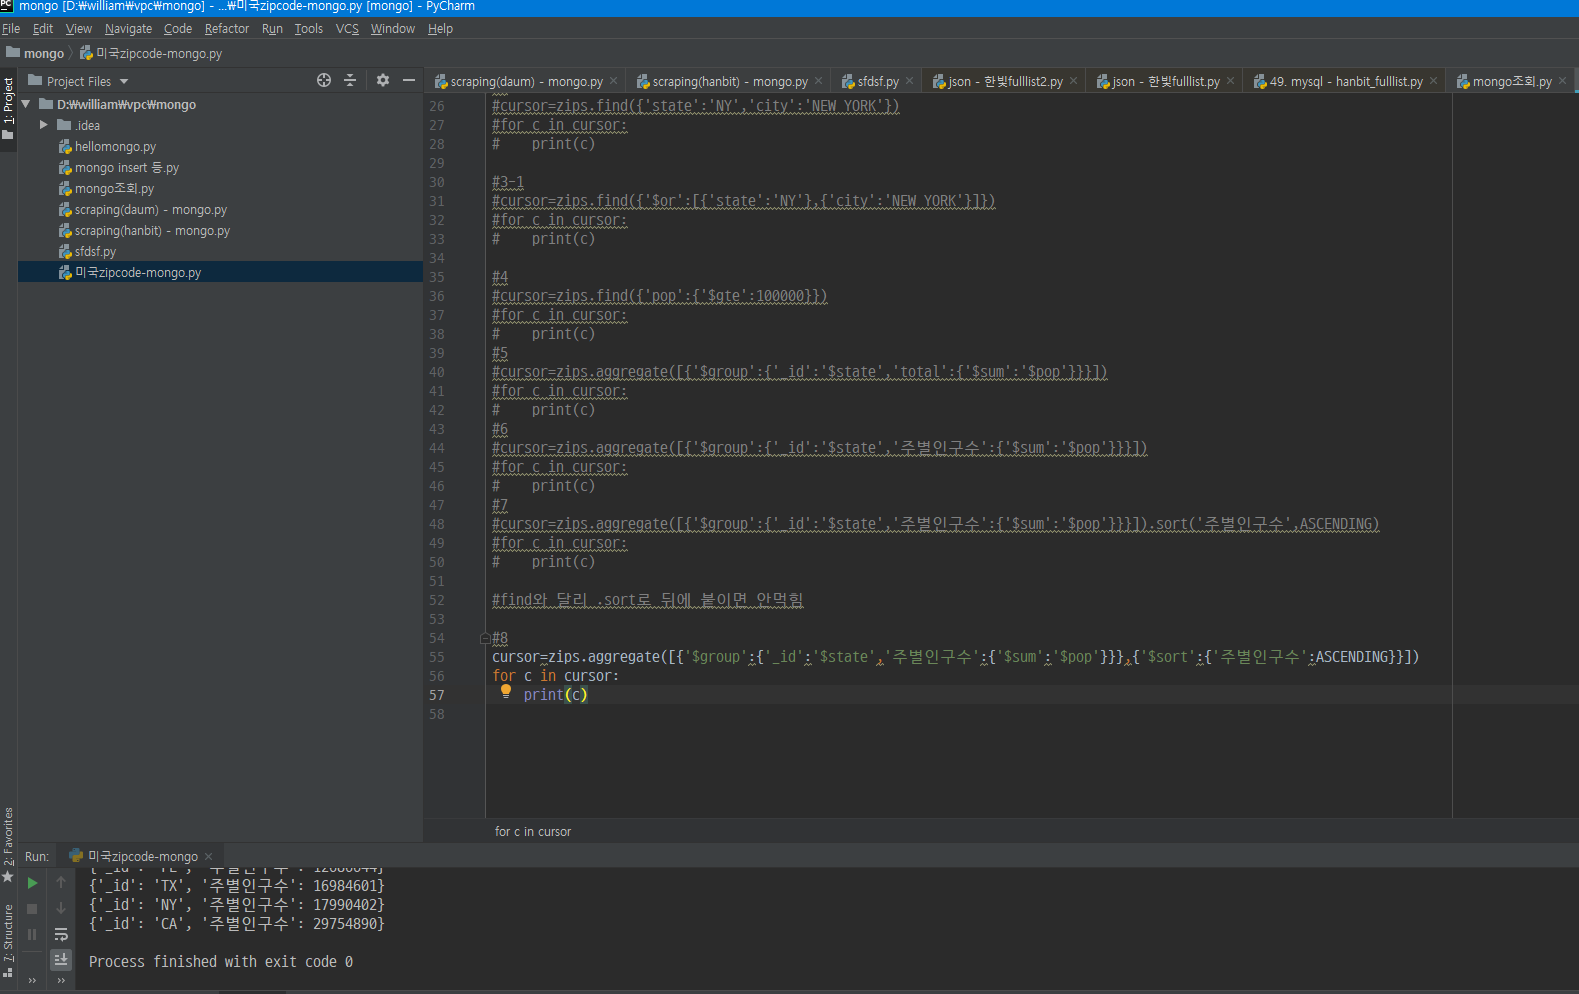 mongo [D:₩william₩vpc₩mongo] - ...₩미국zipcode-mongo.py [mongo] - PyCharm
File Edit View Navigate Code Refactor Run Tools VCS Window Help
mongo 미국zipcode-mongo.py
Project Files
scraping(daum) - mongo.py scraping(hanbit) - mongo.py sfdsf.py json - 한빛fulllist2.py json - 한빛fulllist.py 49. mysql - hanbit_fulllist.py mongo조회.py
1: Project
D:₩william₩vpc₩mongo
.idea
hellomongo.py
mongo insert 등.py
mongo조회.py
scraping(daum) - mongo.py
scraping(hanbit) - mongo.py
sfdsf.py
미국zipcode-mongo.py
26 #cursor=zips.find({'state':'NY','city':'NEW YORK'})
27 #for c in cursor:
28 #    print(c)
29
30 #3-1
31 #cursor=zips.find({'$or':[{'state':'NY'},{'city':'NEW YORK'}]})
32 #for c in cursor:
33 #    print(c)
34
35 #4
36 #cursor=zips.find({'pop':{'$gte':100000}})
37 #for c in cursor:
38 #    print(c)
39 #5
40 #cursor=zips.aggregate([{'$group':{'_id':'$state','total':{'$sum':'$pop'}}}])
41 #for c in cursor:
42 #    print(c)
43 #6
44 #cursor=zips.aggregate([{'$group':{'_id':'$state','주별인구수':{'$sum':'$pop'}}}])
45 #for c in cursor:
46 #    print(c)
47 #7
48 #cursor=zips.aggregate([{'$group':{'_id':'$state','주별인구수':{'$sum':'$pop'}}}]).sort('주별인구수',ASCENDING)
49 #for c in cursor:
50 #    print(c)
51
52 #find와 달리 .sort로 뒤에 붙이면 안먹힘
53
54 #8
55 cursor=zips.aggregate([{'$group':{'_id':'$state','주별인구수':{'$sum':'$pop'}}},{'$sort':{'주별인구수':ASCENDING}}])
56 for c in cursor:
57     print(c)
58
for c in cursor
2: Favorites
7: Structure
Run: 미국zipcode-mongo
{'_id': 'TX', '주별인구수': 16984601}
{'_id': 'NY', '주별인구수': 17990402}
{'_id': 'CA', '주별인구수': 29754890}
Process finished with exit code 0